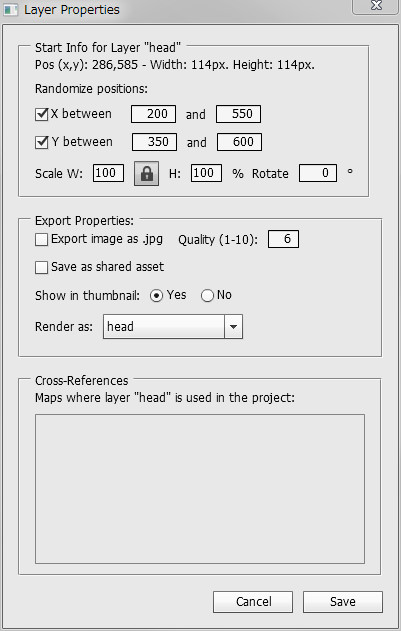 Layer Properties
Start Info for Layer "head"
Pos (x,y): 286,585 - Width: 114px. Height: 114px.
Randomize positions:
X between 200 and 550
Y between 350 and 600
Scale W: 100 H: 100 % Rotate 0 °
Export Properties:
Export image as .jpg Quality (1-10): 6
Save as shared asset
Show in thumbnail: Yes No
Render as: head
Cross-References
Maps where layer "head" is used in the project:
Cancel Save